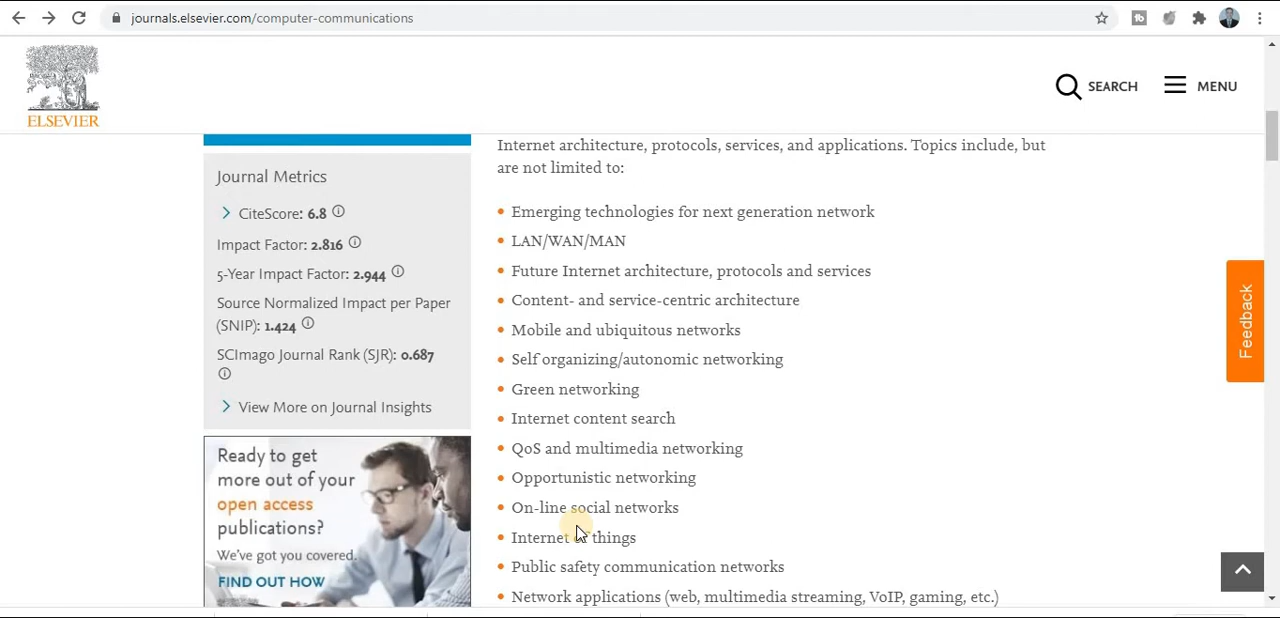 journals.elsevier.com/computer-communications
ELSEVIER
SEARCH
MENU
Journal Metrics
CiteScore: 6.8
Impact Factor: 2.816
5-Year Impact Factor: 2.944
Source Normalized Impact per Paper
(SNIP): 1.424
SCImago Journal Rank (SJR): 0.687
View More on Journal Insights
Ready to get
more out of your
open access
publications?
We've got you covered.
FIND OUT HOW
Internet architecture, protocols, services, and applications. Topics include, but
are not limited to:
• Emerging technologies for next generation network
• LAN/WAN/MAN
• Future Internet architecture, protocols and services
• Content- and service-centric architecture
• Mobile and ubiquitous networks
• Self organizing/autonomic networking
• Green networking
• Internet content search
• QoS and multimedia networking
• Opportunistic networking
• On-line social networks
• Internet of things
• Public safety communication networks
• Network applications (web, multimedia streaming, VoIP, gaming, etc.)
Feedback